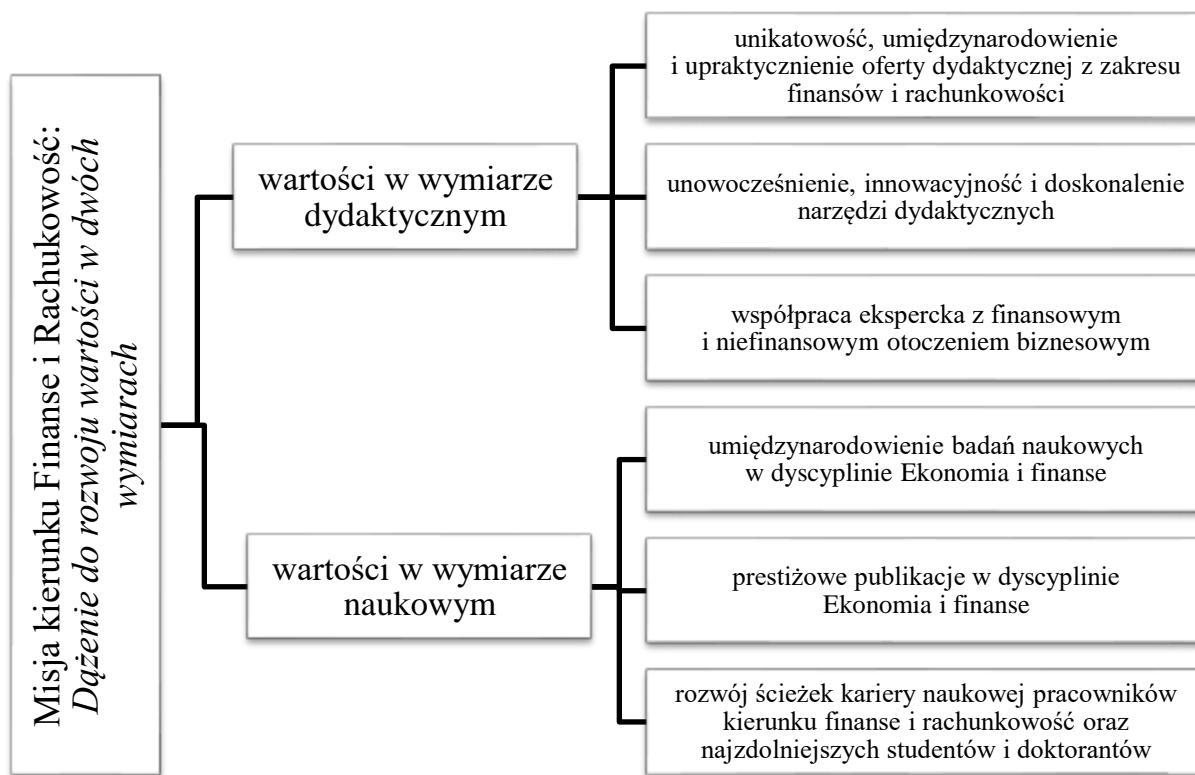 Misja kierunku Finanse i Rachukowość:
Dążenie do rozwoju wartości w dwóch
wymiarach
wartości w wymiarze
dydaktycznym
unikatowość, umiędzynarodowienie
i upraktycznienie oferty dydaktycznej z zakresu
finansów i rachunkowości
unowocześnienie, innowacyjność i doskonalenie
narzędzi dydaktycznych
współpraca ekspercka z finansowym
i niefinansowym otoczeniem biznesowym
wartości w wymiarze
naukowym
umiędzynarodowienie badań naukowych
w dyscyplinie Ekonomia i finanse
prestiżowe publikacje w dyscyplinie
Ekonomia i finanse
rozwój ścieżek kariery naukowej pracowników
kierunku finanse i rachunkowość oraz
najzdolniejszych studentów i doktorantów